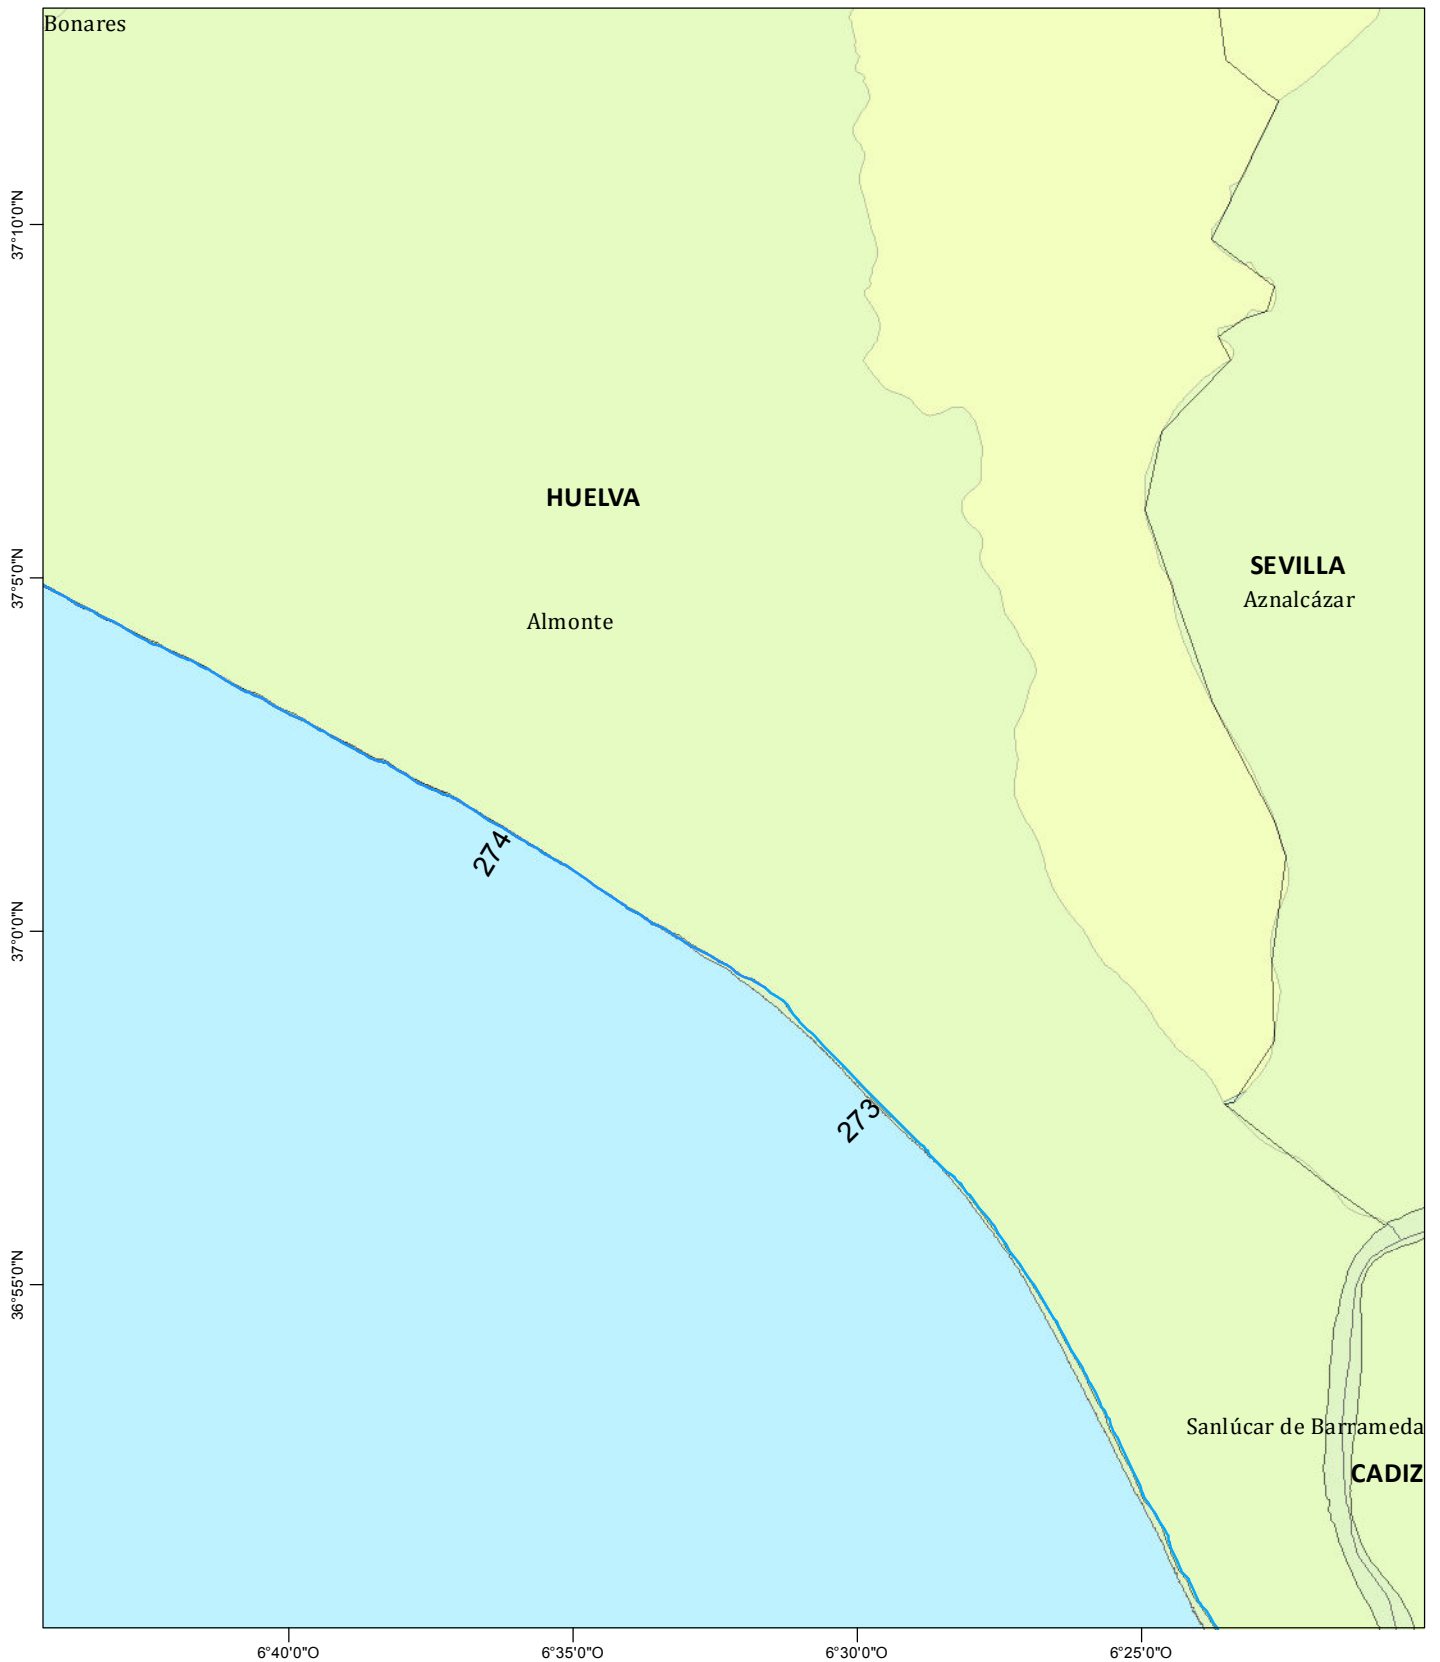 Bonares
37°10'0"N
HUELVA
SEVILLA
37°5'0"N
Aznalcázar
Almonte
274
37°0'0"N
273
36°55'0"N
Sanlúcar de Barrameda
CADIZ
6°40'0"O
6°35'0"O
6°30'0"O
6°25'0"O